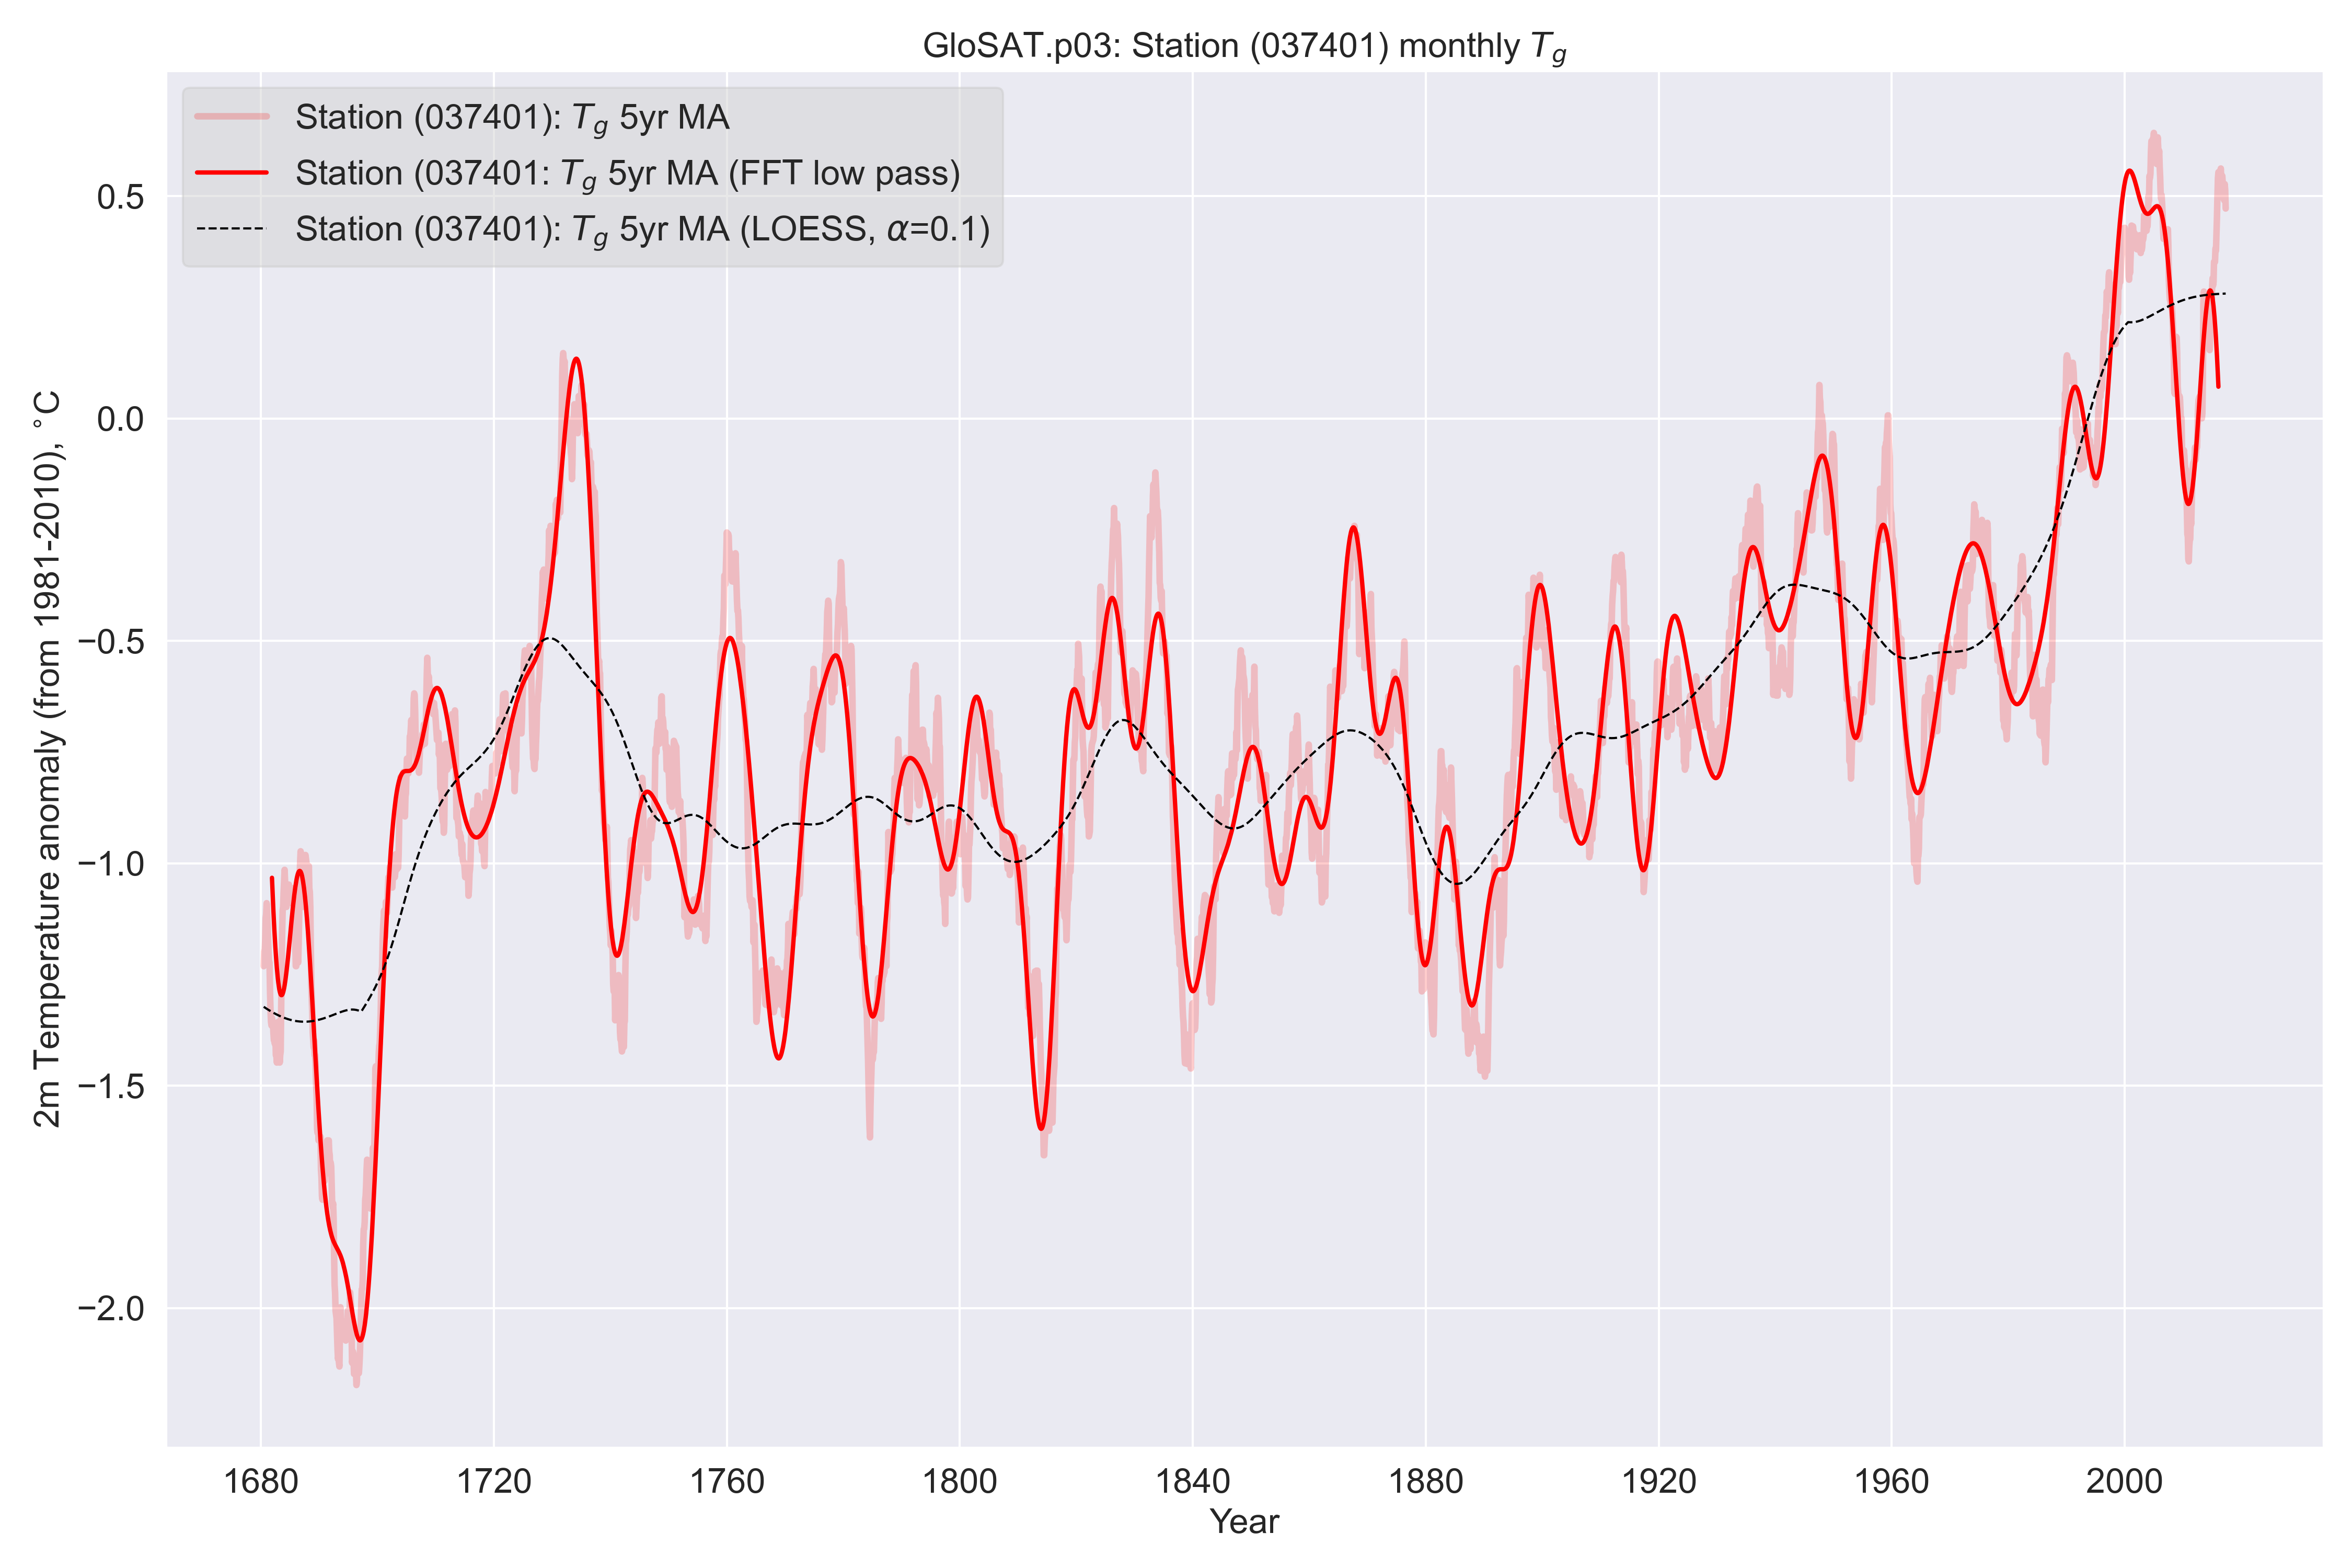 GloSAT.p03: Station (037401) monthly Tg
Station (037401): Tg 5yr MA
Station (037401: Tg 5yr MA (FFT low pass)
Station (037401): Tg 5yr MA (LOESS, α=0.1)
2m Temperature anomaly (from 1981-2010), °C
0.5
0.0
−0.5
−1.0
−1.5
−2.0
1680 1720 1760 1800 1840 1880 1920 1960 2000
Year